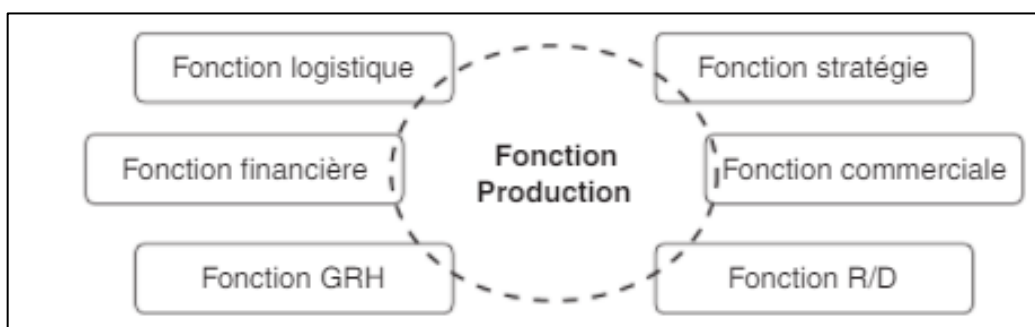 Fonction logistique
Fonction stratégie
Fonction financière
Fonction
Production
Fonction commerciale
Fonction GRH
Fonction R/D